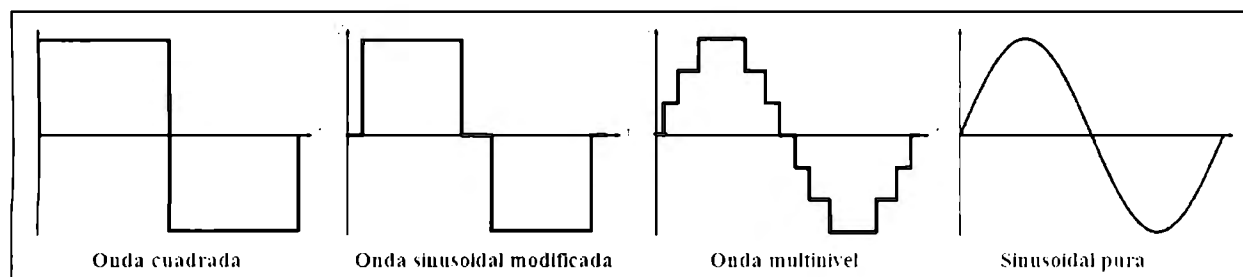 Onda cuadrada
Onda sinusoidal modificada
Onda multinivel
Sinusoidal pura